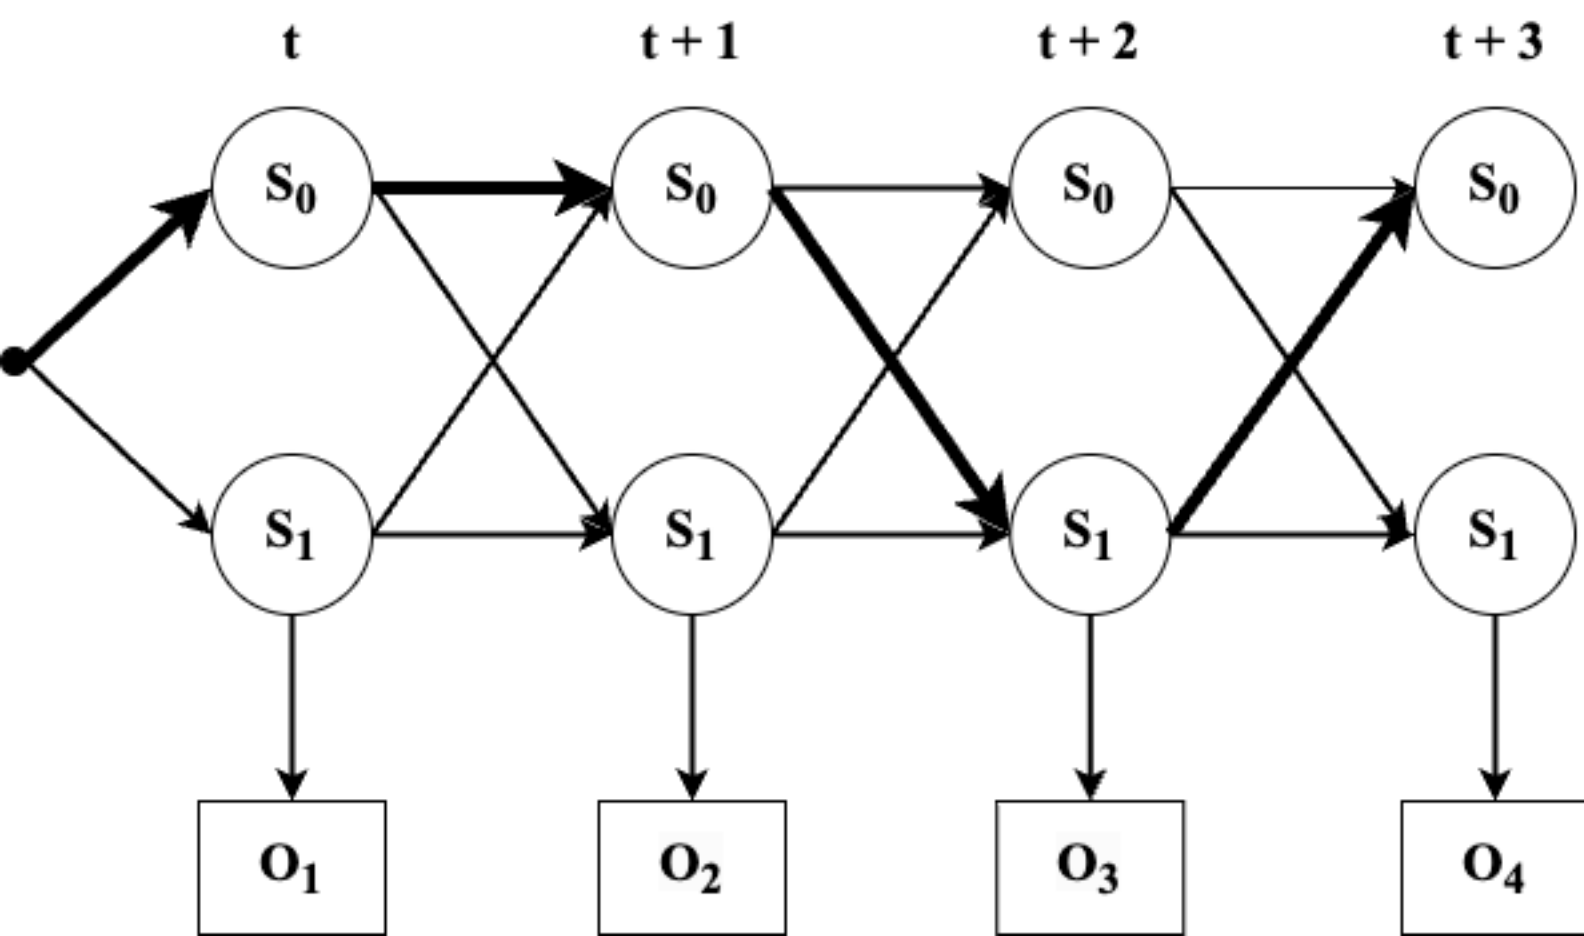 t t + 1 t + 2 t + 3
S₀ S₀ S₀ S₀
S₁ S₁ S₁ S₁
O₁ O₂ O₃ O₄